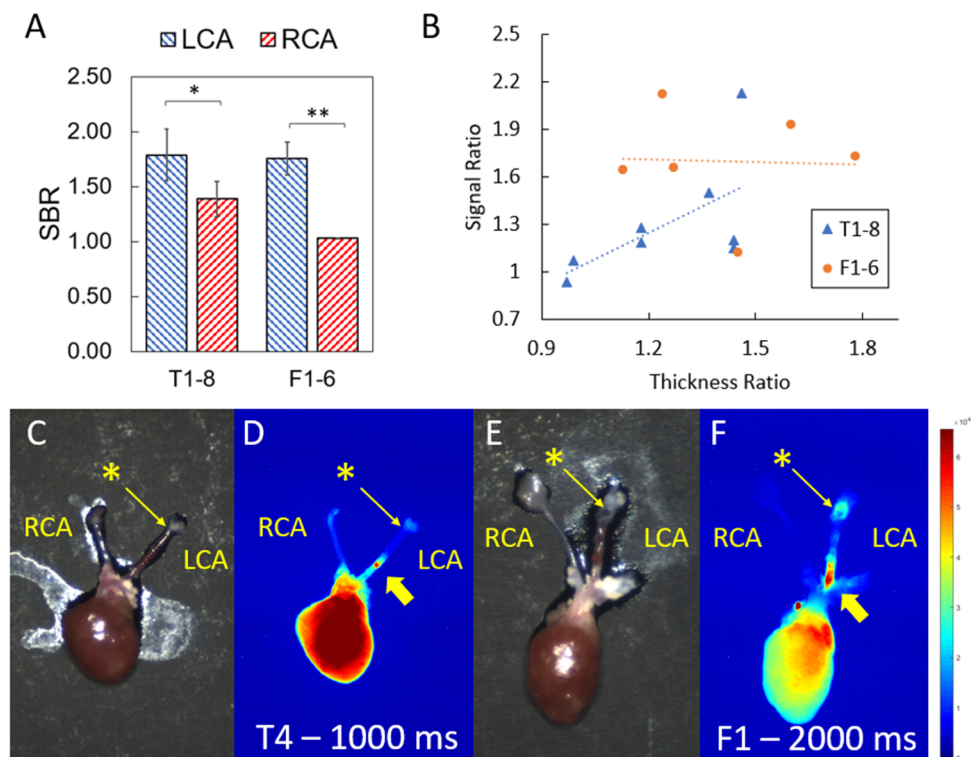 A
LCA RCA
SBR
2.50
2.00
1.50
1.00
0.50
0.00
*
**
T1-8 F1-6
B
Signal Ratio
2.5
2.2
1.9
1.6
1.3
1
0.7
0.9 1.2 1.5 1.8
Thickness Ratio
T1-8
F1-6
C
*
RCA
LCA
D
*
RCA
LCA
T4 – 1000 ms
E
*
RCA
LCA
F
*
RCA
LCA
F1 – 2000 ms
×10⁴
6
5
4
3
2
1
0